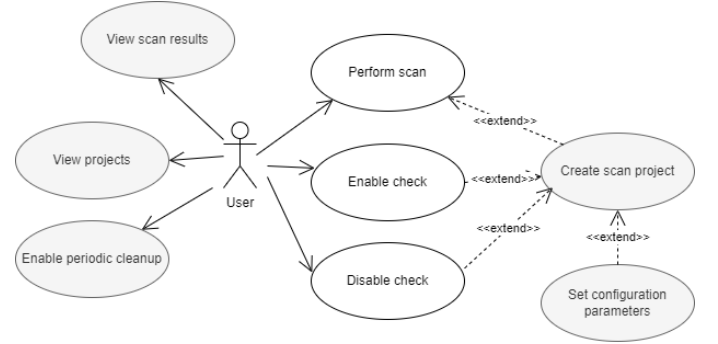 View scan results
Perform scan
<<extend>>
View projects
Enable check
<<extend>>
Create scan project
User
<<extend>>
<<extend>>
Enable periodic cleanup
Disable check
Set configuration
parameters